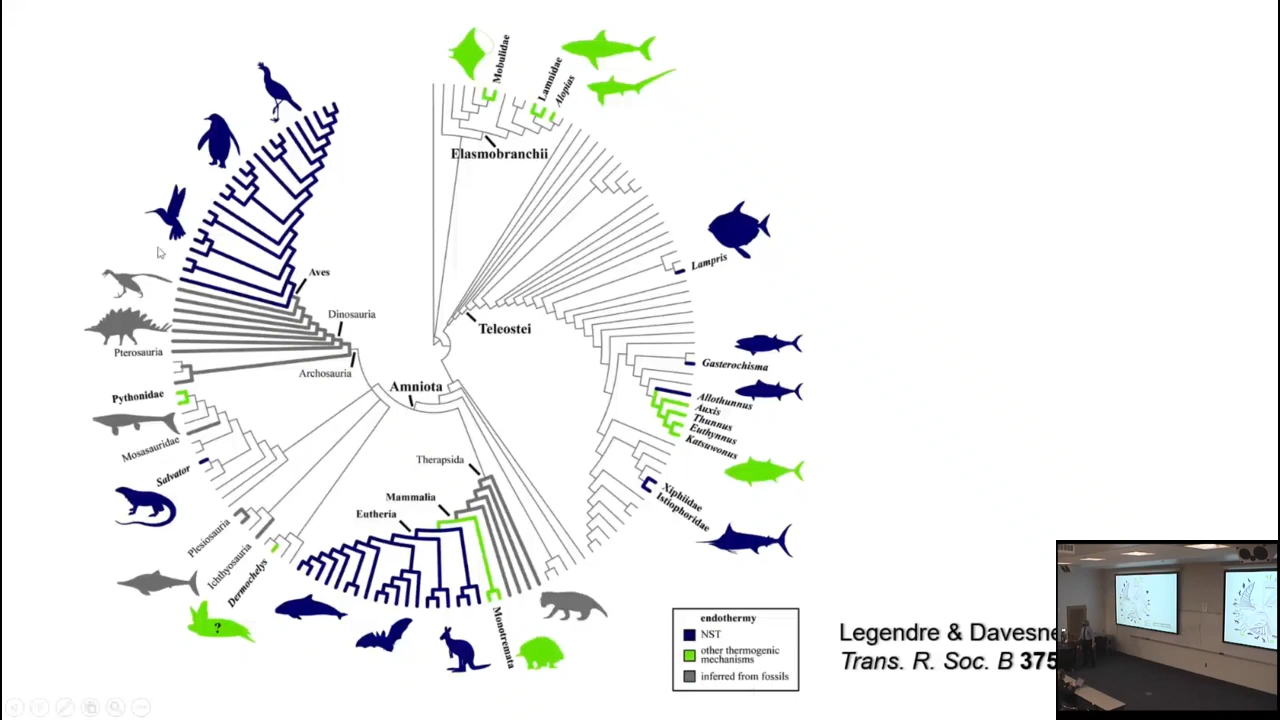 Mobulidae
Lamnidae
Alopias
Elasmobranchii
Lampris
Aves
Dinosauria
Teleostei
Pterosauria
Archosauria
Gasterochisma
Amniota
Pythonidae
Allothunnus
Auxis
Thunnus
Euthynnus
Katsuwonus
Mosasauridae
Therapsida
Salvator
Mammalia
Xiphiidae
Istiophoridae
Eutheria
Plesiosauria
Ichthyosauria
Dermochelys
?
Monotremata
endothermy
NST
other thermogenic
mechanisms
inferred from fossils
Legendre & Davesne
Trans. R. Soc. B 375